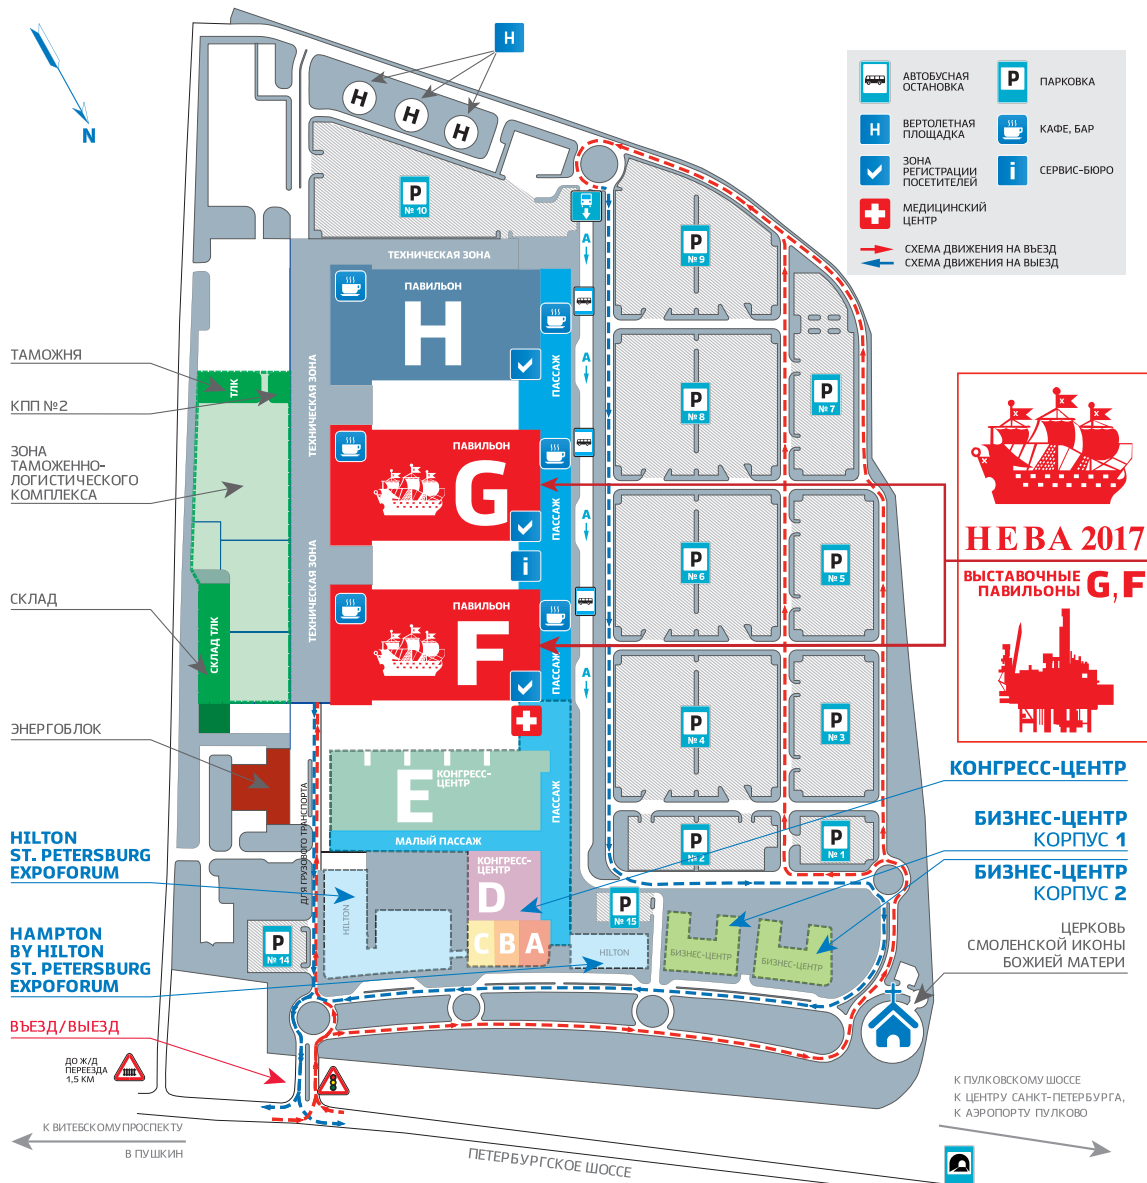 H
N
H
H
H
АВТОБУСНАЯ
ОСТАНОВКА
P
ПАРКОВКА
H
ВЕРТОЛЕТНАЯ
ПЛОЩАДКА
КАФЕ, БАР
ЗОНА
РЕГИСТРАЦИИ
ПОСЕТИТЕЛЕЙ
i
СЕРВИС-БЮРО
МЕДИЦИНСКИЙ
ЦЕНТР
СХЕМА ДВИЖЕНИЯ НА ВЪЕЗД
СХЕМА ДВИЖЕНИЯ НА ВЫЕЗД
P
№ 10
P
№ 9
A
ТЕХНИЧЕСКАЯ ЗОНА
ПАВИЛЬОН
H
ПАССАЖ
ТЕХНИЧЕСКАЯ ЗОНА
A
P
№ 8
P
№ 7
ТАМОЖНЯ
КПП №2
ТЛК
ЗОНА
ТАМОЖЕННО-
ЛОГИСТИЧЕСКОГО
КОМПЛЕКСА
ПАВИЛЬОН
G
ПАССАЖ
A
i
P
№ 6
P
№ 5
НЕВА 2017
ВЫСТАВОЧНЫЕ
ПАВИЛЬОНЫ
G, F
ТЕХНИЧЕСКАЯ ЗОНА
СКЛАД
СКЛАД ТЛК
ПАВИЛЬОН
F
ПАССАЖ
A
P
№ 4
P
№ 3
ЭНЕРГОБЛОК
E
КОНГРЕСС-
ЦЕНТР
ПАССАЖ
МАЛЫЙ ПАССАЖ
ДЛЯ ГРУЗОВОГО ТРАНСПОРТА
P
№ 2
P
№ 1
КОНГРЕСС-ЦЕНТР
БИЗНЕС-ЦЕНТР
КОРПУС 1
БИЗНЕС-ЦЕНТР
КОРПУС 2
HILTON
ST. PETERSBURG
EXPOFORUM
КОНГРЕСС-
ЦЕНТР
D
C
B
A
HILTON
HILTON
P
№ 15
P
№ 14
БИЗНЕС-ЦЕНТР
БИЗНЕС-ЦЕНТР
HAMPTON
BY HILTON
ST. PETERSBURG
EXPOFORUM
ЦЕРКОВЬ
СМОЛЕНСКОЙ ИКОНЫ
БОЖИЕЙ МАТЕРИ
ВЪЕЗД/ВЫЕЗД
ДО Ж/Д
ПЕРЕЕЗДА
1,5 КМ
К ПУЛКОВСКОМУ ШОССЕ
К ЦЕНТРУ САНКТ-ПЕТЕРБУРГА,
К АЭРОПОРТУ ПУЛКОВО
К ВИТЕБСКОМУ ПРОСПЕКТУ
В ПУШКИН
ПЕТЕРБУРГСКОЕ ШОССЕ